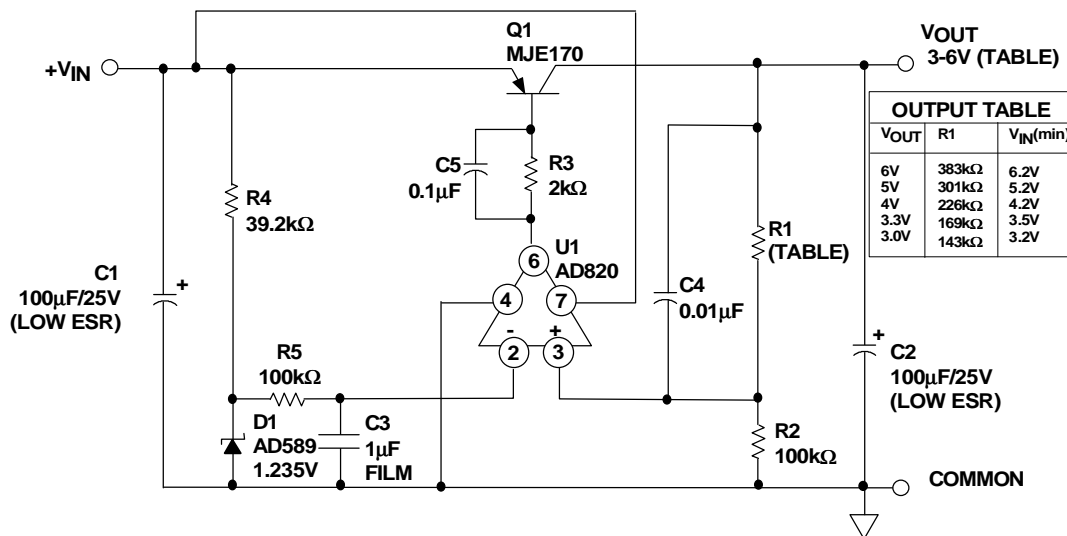 Q1
MJE170
+VIN
VOUT
3-6V (TABLE)
OUTPUT TABLE
VOUT R1 VIN(min)
6V 383kΩ 6.2V
5V 301kΩ 5.2V
4V 226kΩ 4.2V
3.3V 169kΩ 3.5V
3.0V 143kΩ 3.2V
C5
0.1μF
R3
2kΩ
R4
39.2kΩ
U1
AD820
6
4
7
-
+
2
3
R1
(TABLE)
C4
0.01μF
C1
100μF/25V
(LOW ESR)
+
R5
100kΩ
+
C2
100μF/25V
(LOW ESR)
D1
AD589
1.235V
C3
1μF
FILM
R2
100kΩ
COMMON